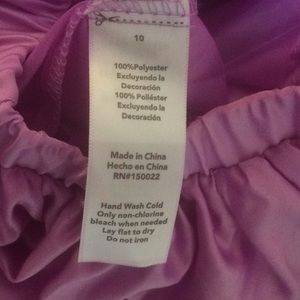 10
100%Polyester
Excluyendo la
Decoración
100% Poliéster
Excluyendo la
Decoración
Made in China
Hecho en China
RN#150022
Hand Wash Cold
Only non-chlorine
bleach when needed
Lay flat to dry
Do not iron